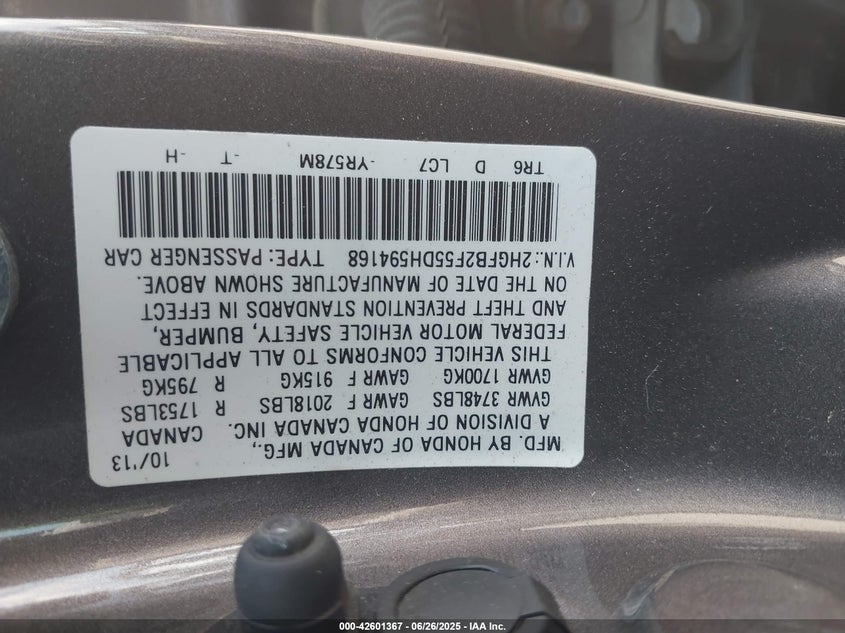 MFD. BY HONDA OF CANADA MFG., 10/'13
A DIVISION OF HONDA CANADA INC. CANADA
GVWR 3748LBS GAWR F 2018LBS R 1753LBS
GVWR 1700KG GAWR F 915KG R 795KG
THIS VEHICLE CONFORMS TO ALL APPLICABLE
FEDERAL MOTOR VEHICLE SAFETY, BUMPER,
AND THEFT PREVENTION STANDARDS IN EFFECT
ON THE DATE OF MANUFACTURE SHOWN ABOVE.
V.I.N.:2HGFB2F55DH594168 TYPE:PASSENGER CAR
TR6 D LC7 -YR578M -T -H
000-42601367 - 06/26/2025 - IAA Inc.